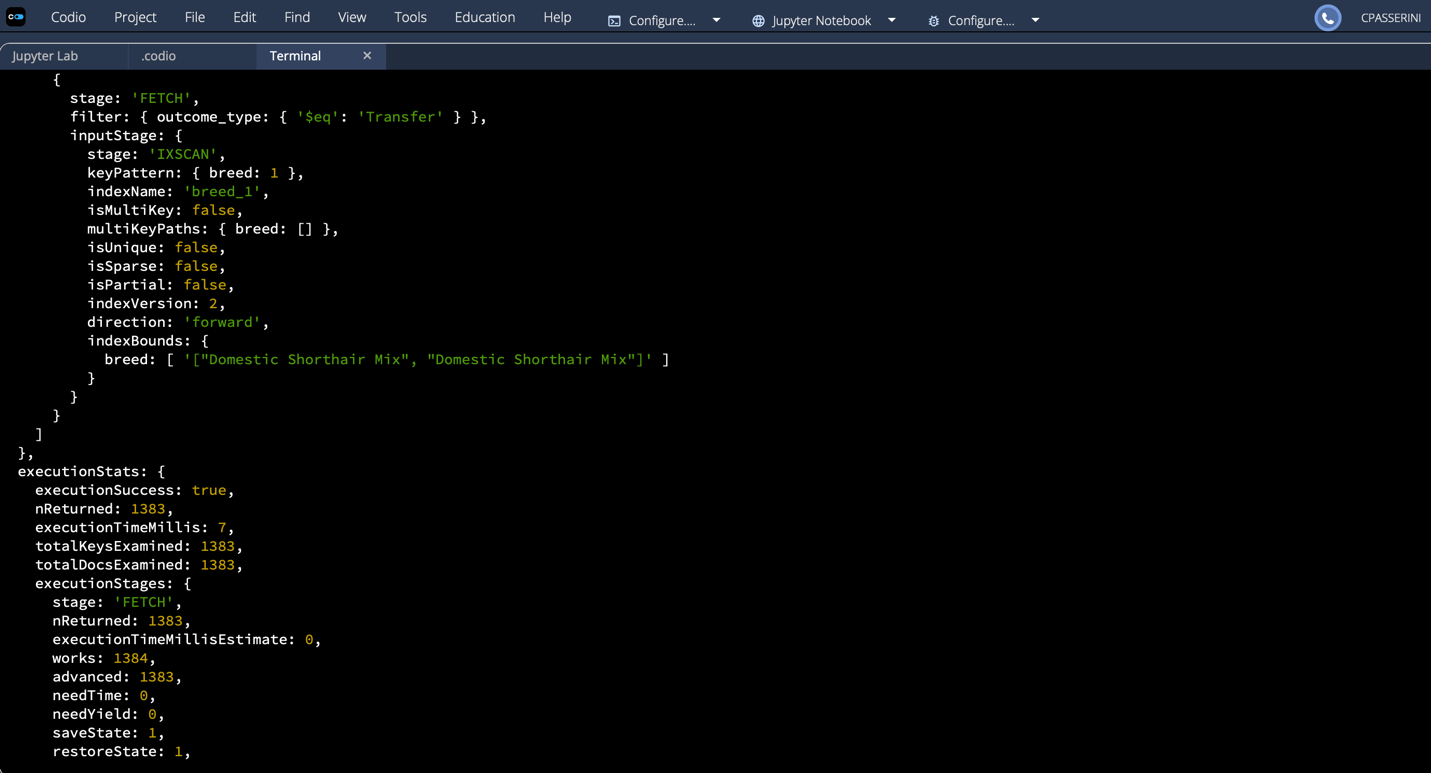 Codio Project File Edit Find View Tools Education Help Configure.... Jupyter Notebook Configure.... CPASSERINI
Jupyter Lab .codio Terminal ×
{
stage: 'FETCH',
filter: { outcome_type: { '$eq': 'Transfer' } },
inputStage: {
stage: 'IXSCAN',
keyPattern: { breed: 1 },
indexName: 'breed_1',
isMultiKey: false,
multiKeyPaths: { breed: [] },
isUnique: false,
isSparse: false,
isPartial: false,
indexVersion: 2,
direction: 'forward',
indexBounds: {
breed: [ '["Domestic Shorthair Mix", "Domestic Shorthair Mix"]' ]
}
}
}
]
},
executionStats: {
executionSuccess: true,
nReturned: 1383,
executionTimeMillis: 7,
totalKeysExamined: 1383,
totalDocsExamined: 1383,
executionStages: {
stage: 'FETCH',
nReturned: 1383,
executionTimeMillisEstimate: 0,
works: 1384,
advanced: 1383,
needTime: 0,
needYield: 0,
saveState: 1,
restoreState: 1,